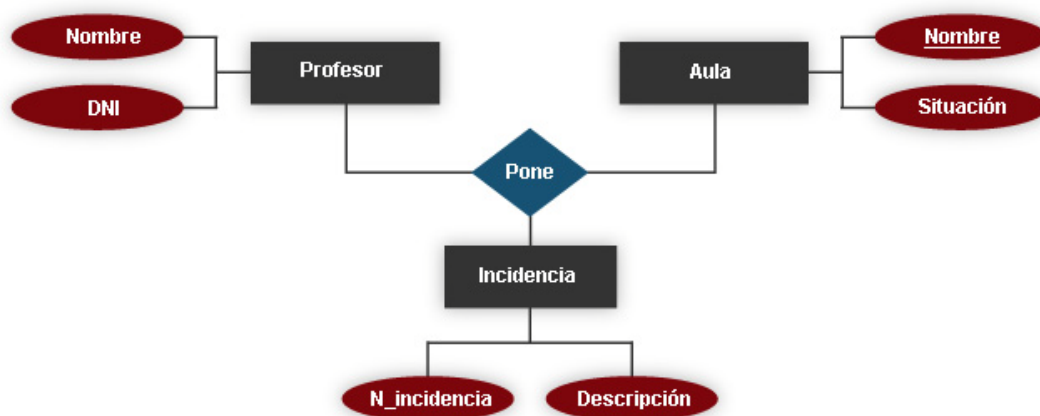 Nombre
Nombre
Profesor
Aula
DNI
Situación
Pone
Incidencia
N_incidencia
Descripción